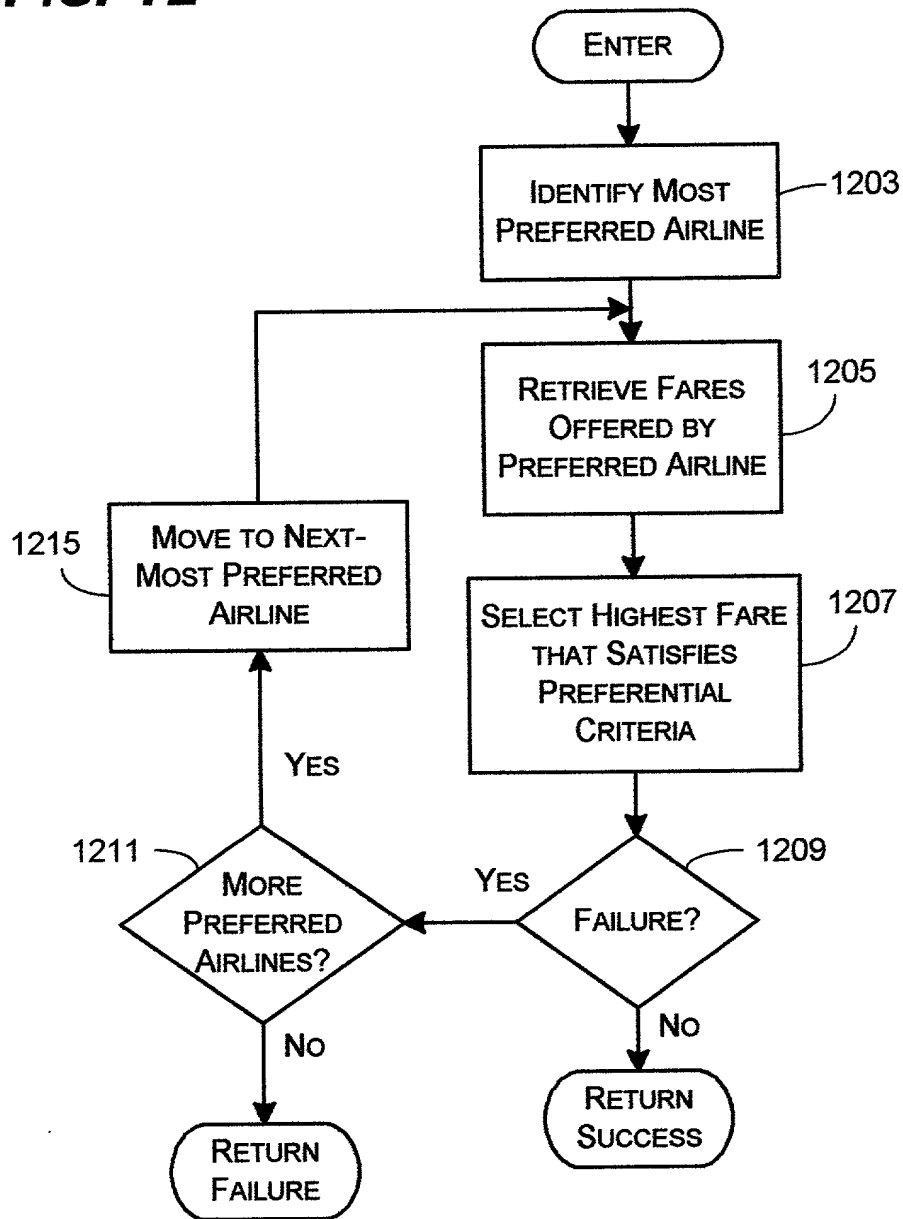 ENTER
IDENTIFY MOST
PREFERRED AIRLINE
1203
RETRIEVE FARES
OFFERED BY
PREFERRED AIRLINE
1205
1215
MOVE TO NEXT-
MOST PREFERRED
AIRLINE
SELECT HIGHEST FARE
THAT SATISFIES
PREFERENTIAL
CRITERIA
1207
YES
1211
MORE
PREFERRED
AIRLINES?
YES
FAILURE?
1209
NO
NO
RETURN
FAILURE
RETURN
SUCCESS